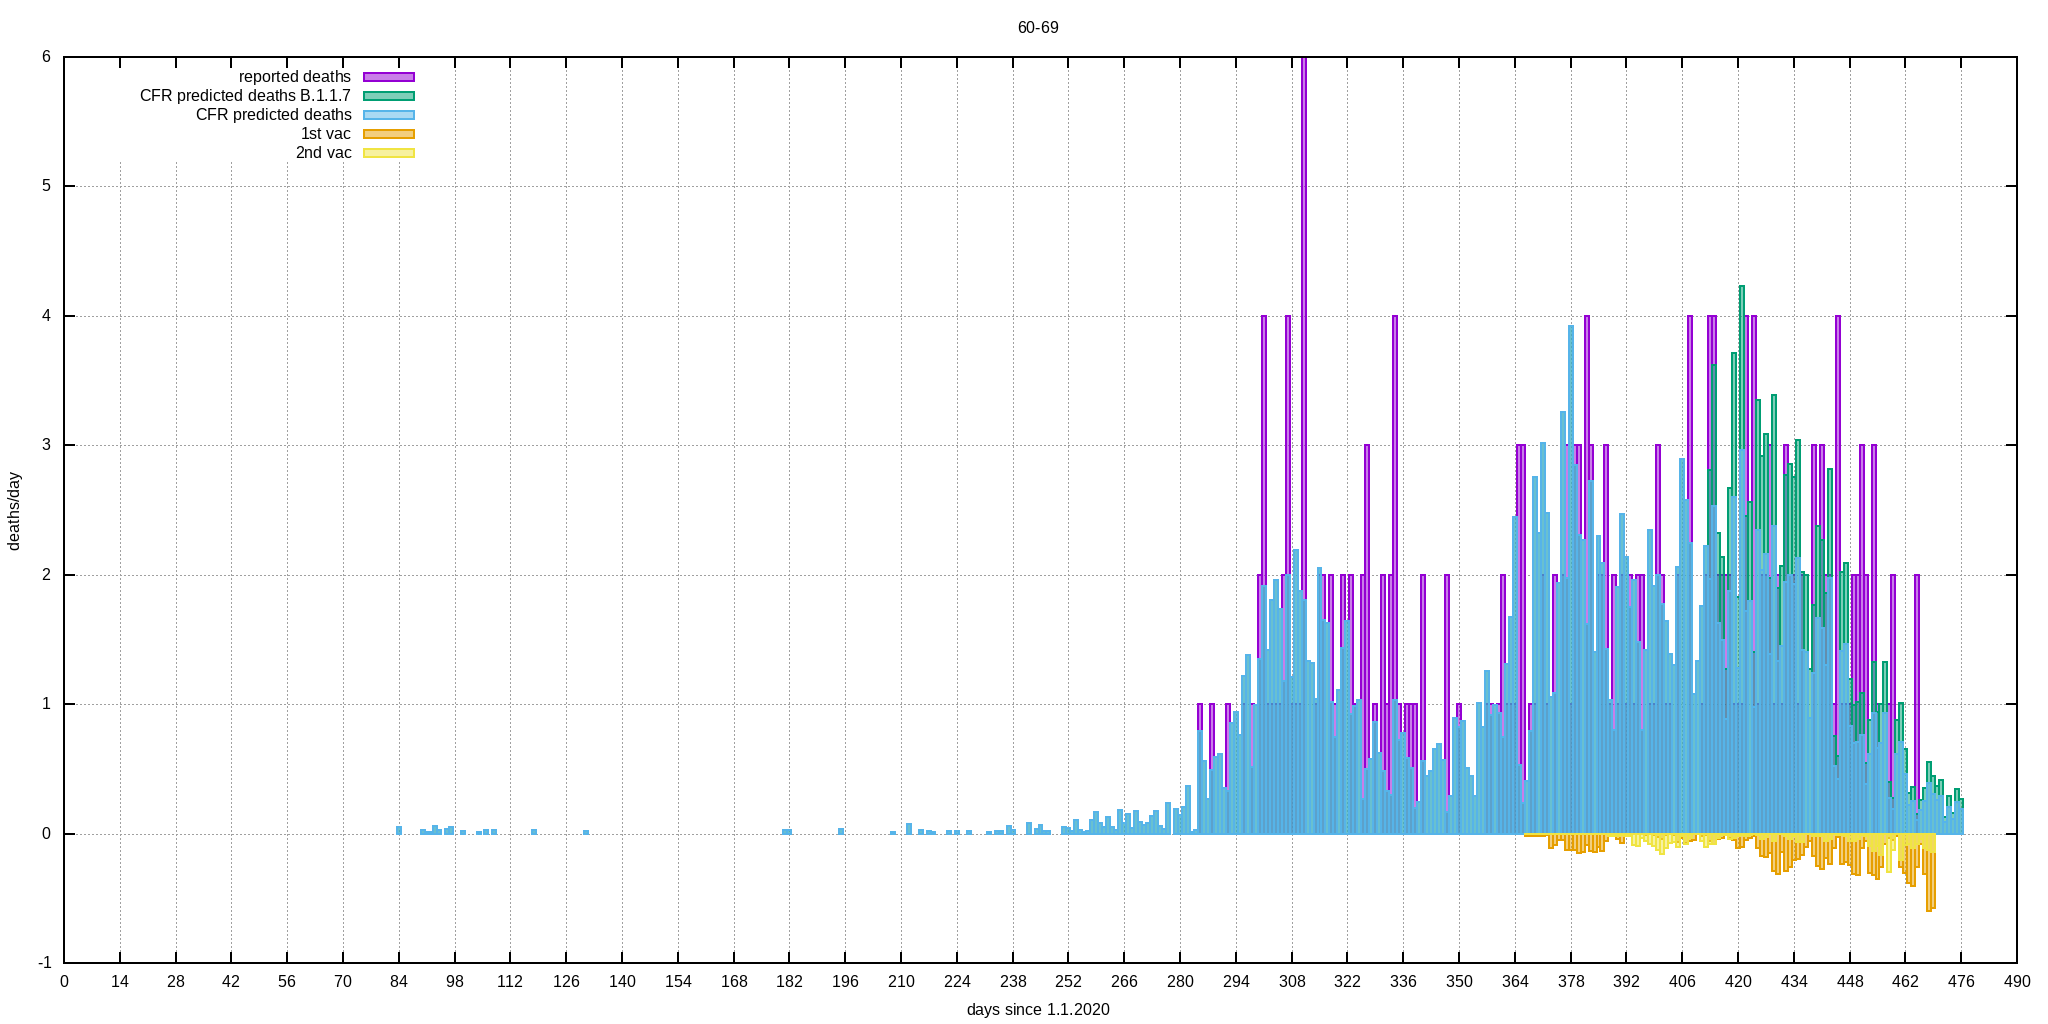 60-69
reported deaths
CFR predicted deaths B.1.1.7
CFR predicted deaths
1st vac
2nd vac
6
5
4
3
2
1
0
-1
deaths/day
0 14 28 42 56 70 84 98 112 126 140 154 168 182 196 210 224 238 252 266 280 294 308 322 336 350 364 378 392 406 420 434 448 462 476 490
days since 1.1.2020